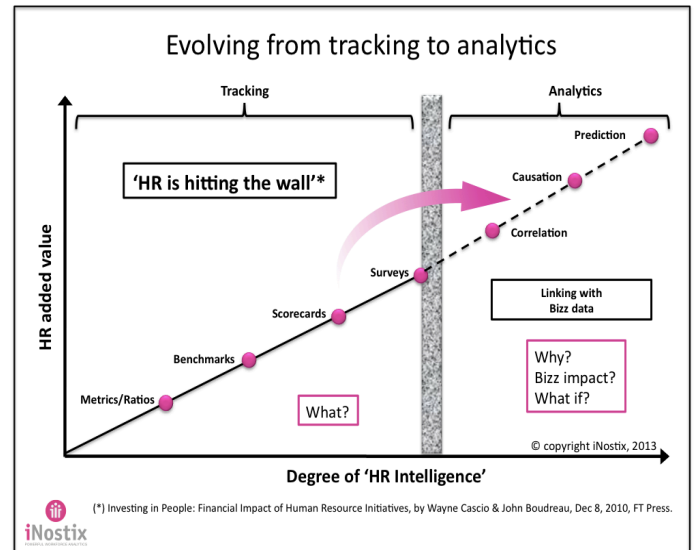 Evolving from tracking to analytics
Tracking
Analytics
Prediction
'HR is hitting the wall'*
Causation
Correlation
Surveys
Linking with
Bizz data
Scorecards
Why?
Bizz impact?
What if?
Benchmarks
Metrics/Ratios
What?
HR added value
© copyright iNostix, 2013
Degree of 'HR Intelligence'
(*) Investing in People: Financial Impact of Human Resource Initiatives, by Wayne Cascio & John Boudreau, Dec 8, 2010, FT Press.
iNostix